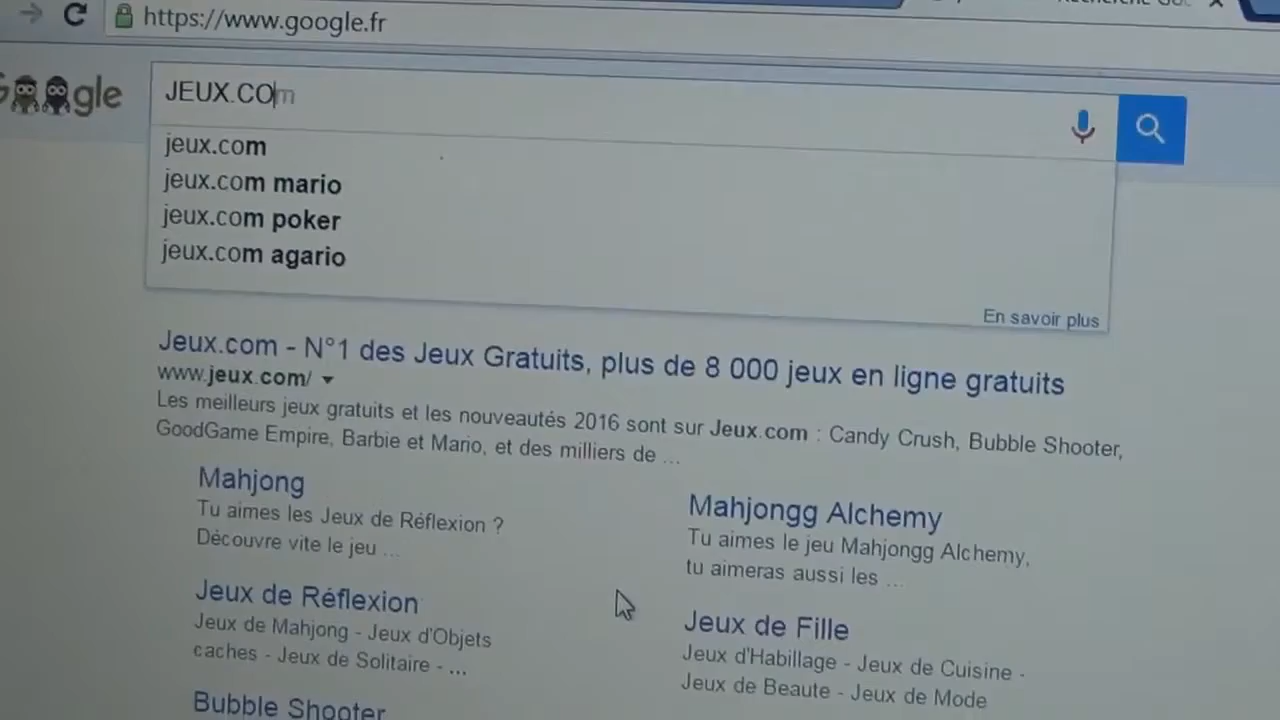 https://www.google.fr
gle
JEUX.COm
jeux.com
jeux.com mario
jeux.com poker
jeux.com agario
En savoir plus
Jeux.com - N°1 des Jeux Gratuits, plus de 8 000 jeux en ligne gratuits
www.jeux.com/
Les meilleurs jeux gratuits et les nouveautés 2016 sont sur Jeux.com : Candy Crush, Bubble Shooter,
GoodGame Empire, Barbie et Mario, et des milliers de ...
Mahjong
Tu aimes les Jeux de Réflexion ?
Découvre vite le jeu ...
Mahjongg Alchemy
Tu aimes le jeu Mahjongg Alchemy,
tu aimeras aussi les ...
Jeux de Réflexion
Jeux de Mahjong - Jeux d'Objets
caches - Jeux de Solitaire - ...
Jeux de Fille
Jeux d'Habillage - Jeux de Cuisine -
Jeux de Beaute - Jeux de Mode
Bubble Shooter